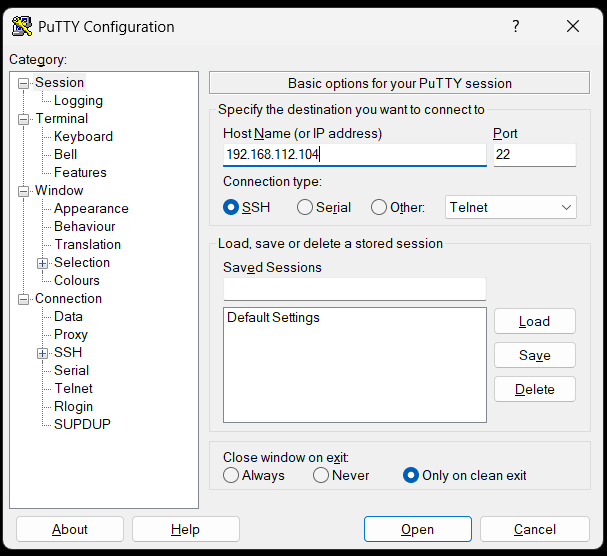 PuTTY Configuration
?
Category:
Session
Logging
Terminal
Keyboard
Bell
Features
Window
Appearance
Behaviour
Translation
Selection
Colours
Connection
Data
Proxy
SSH
Serial
Telnet
Rlogin
SUPDUP
Basic options for your PuTTY session
Specify the destination you want to connect to
Host Name (or IP address) Port
192.168.112.104 22
Connection type:
SSH Serial Other: Telnet
Load, save or delete a stored session
Saved Sessions
Default Settings
Load
Save
Delete
Close window on exit:
Always Never Only on clean exit
About Help Open Cancel